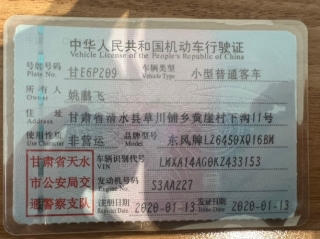 中华人民共和国机动车行驶证
Vehicle License of the People's Republic of China
号牌号码 甘E6PZ09 车辆类型 小型普通客车
Plate No. Vehicle Type
所有人 姚鹏飞
Owner
住址 甘肃省清水县草川铺乡黄崖村下沟11号
Address
使用性质 非营运 品牌型号 东风牌LZ6450XQ16BM
Use Character Model
甘肃省天水市公安局交通警察支队
车辆识别代号 LMXA14AG0KZ433153
VIN
发动机号码 53AAZ27
Engine No.
注册日期 2020-01-13 发证日期 2020-01-13
Register Date Issue Date